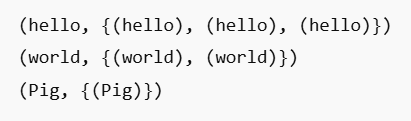 (hello, {(hello), (hello), (hello)})
(world, {(world), (world)})
(Pig, {(Pig)})